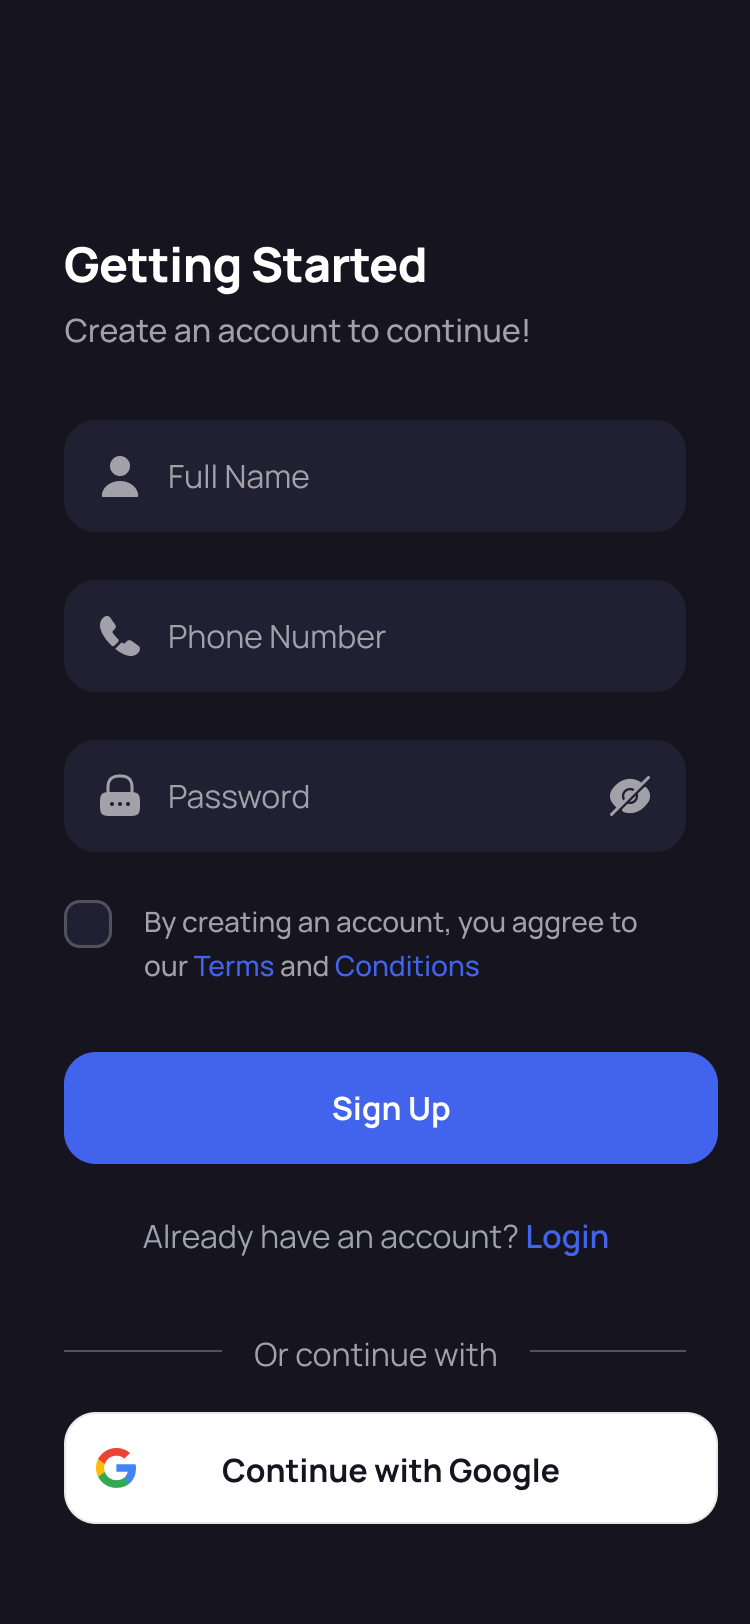 Getting Started
Create an account to continue!
Full Name
Phone Number
Password
By creating an account, you aggree to
our Terms and Conditions
Sign Up
Already have an account? Login
Or continue with
Continue with Google